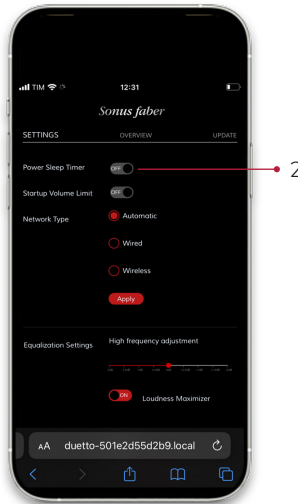 TIM 12:31
Sonus faber
SETTINGS OVERVIEW UPDATE
Power Sleep Timer OFF
2
Startup Volume Limit OFF
Network Type Automatic
Wired
Wireless
Apply
Equalization Settings High frequency adjustment
ON Loudness Maximizer
AA duetto-501e2d55d2b9.local